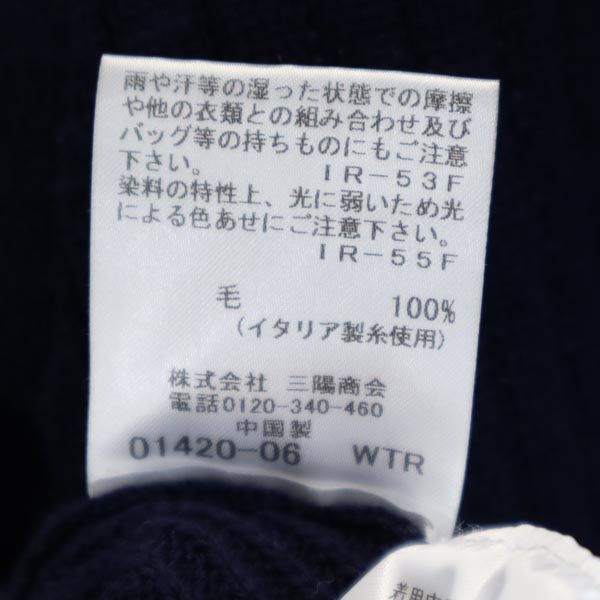 雨や汗等の湿った状態での摩擦
や他の衣類との組み合わせ及び
バッグ等の持ちものにもご注意
下さい。 IR-53F
染料の特性上、光に弱いため光
による色あせにご注意下さい。
IR-55F
毛 100%
(イタリア製糸使用)
株式会社 三陽商会
電話0120-340-460
中国製
01420-06 WTR
着用中